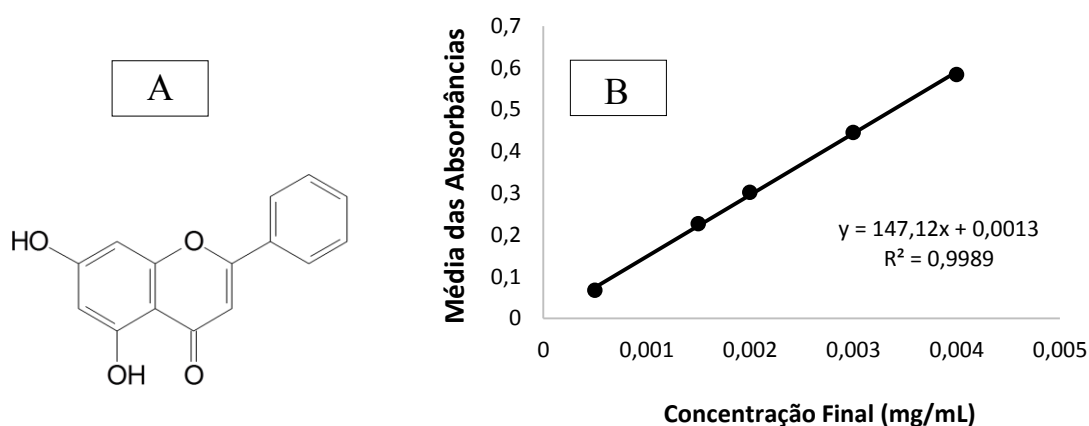 A
HO
O
OH
O
Média das Absorbâncias
0,7
0,6
0,5
0,4
0,3
0,2
0,1
0
B
y = 147,12x + 0,0013
R² = 0,9989
0 0,001 0,002 0,003 0,004 0,005
Concentração Final (mg/mL)